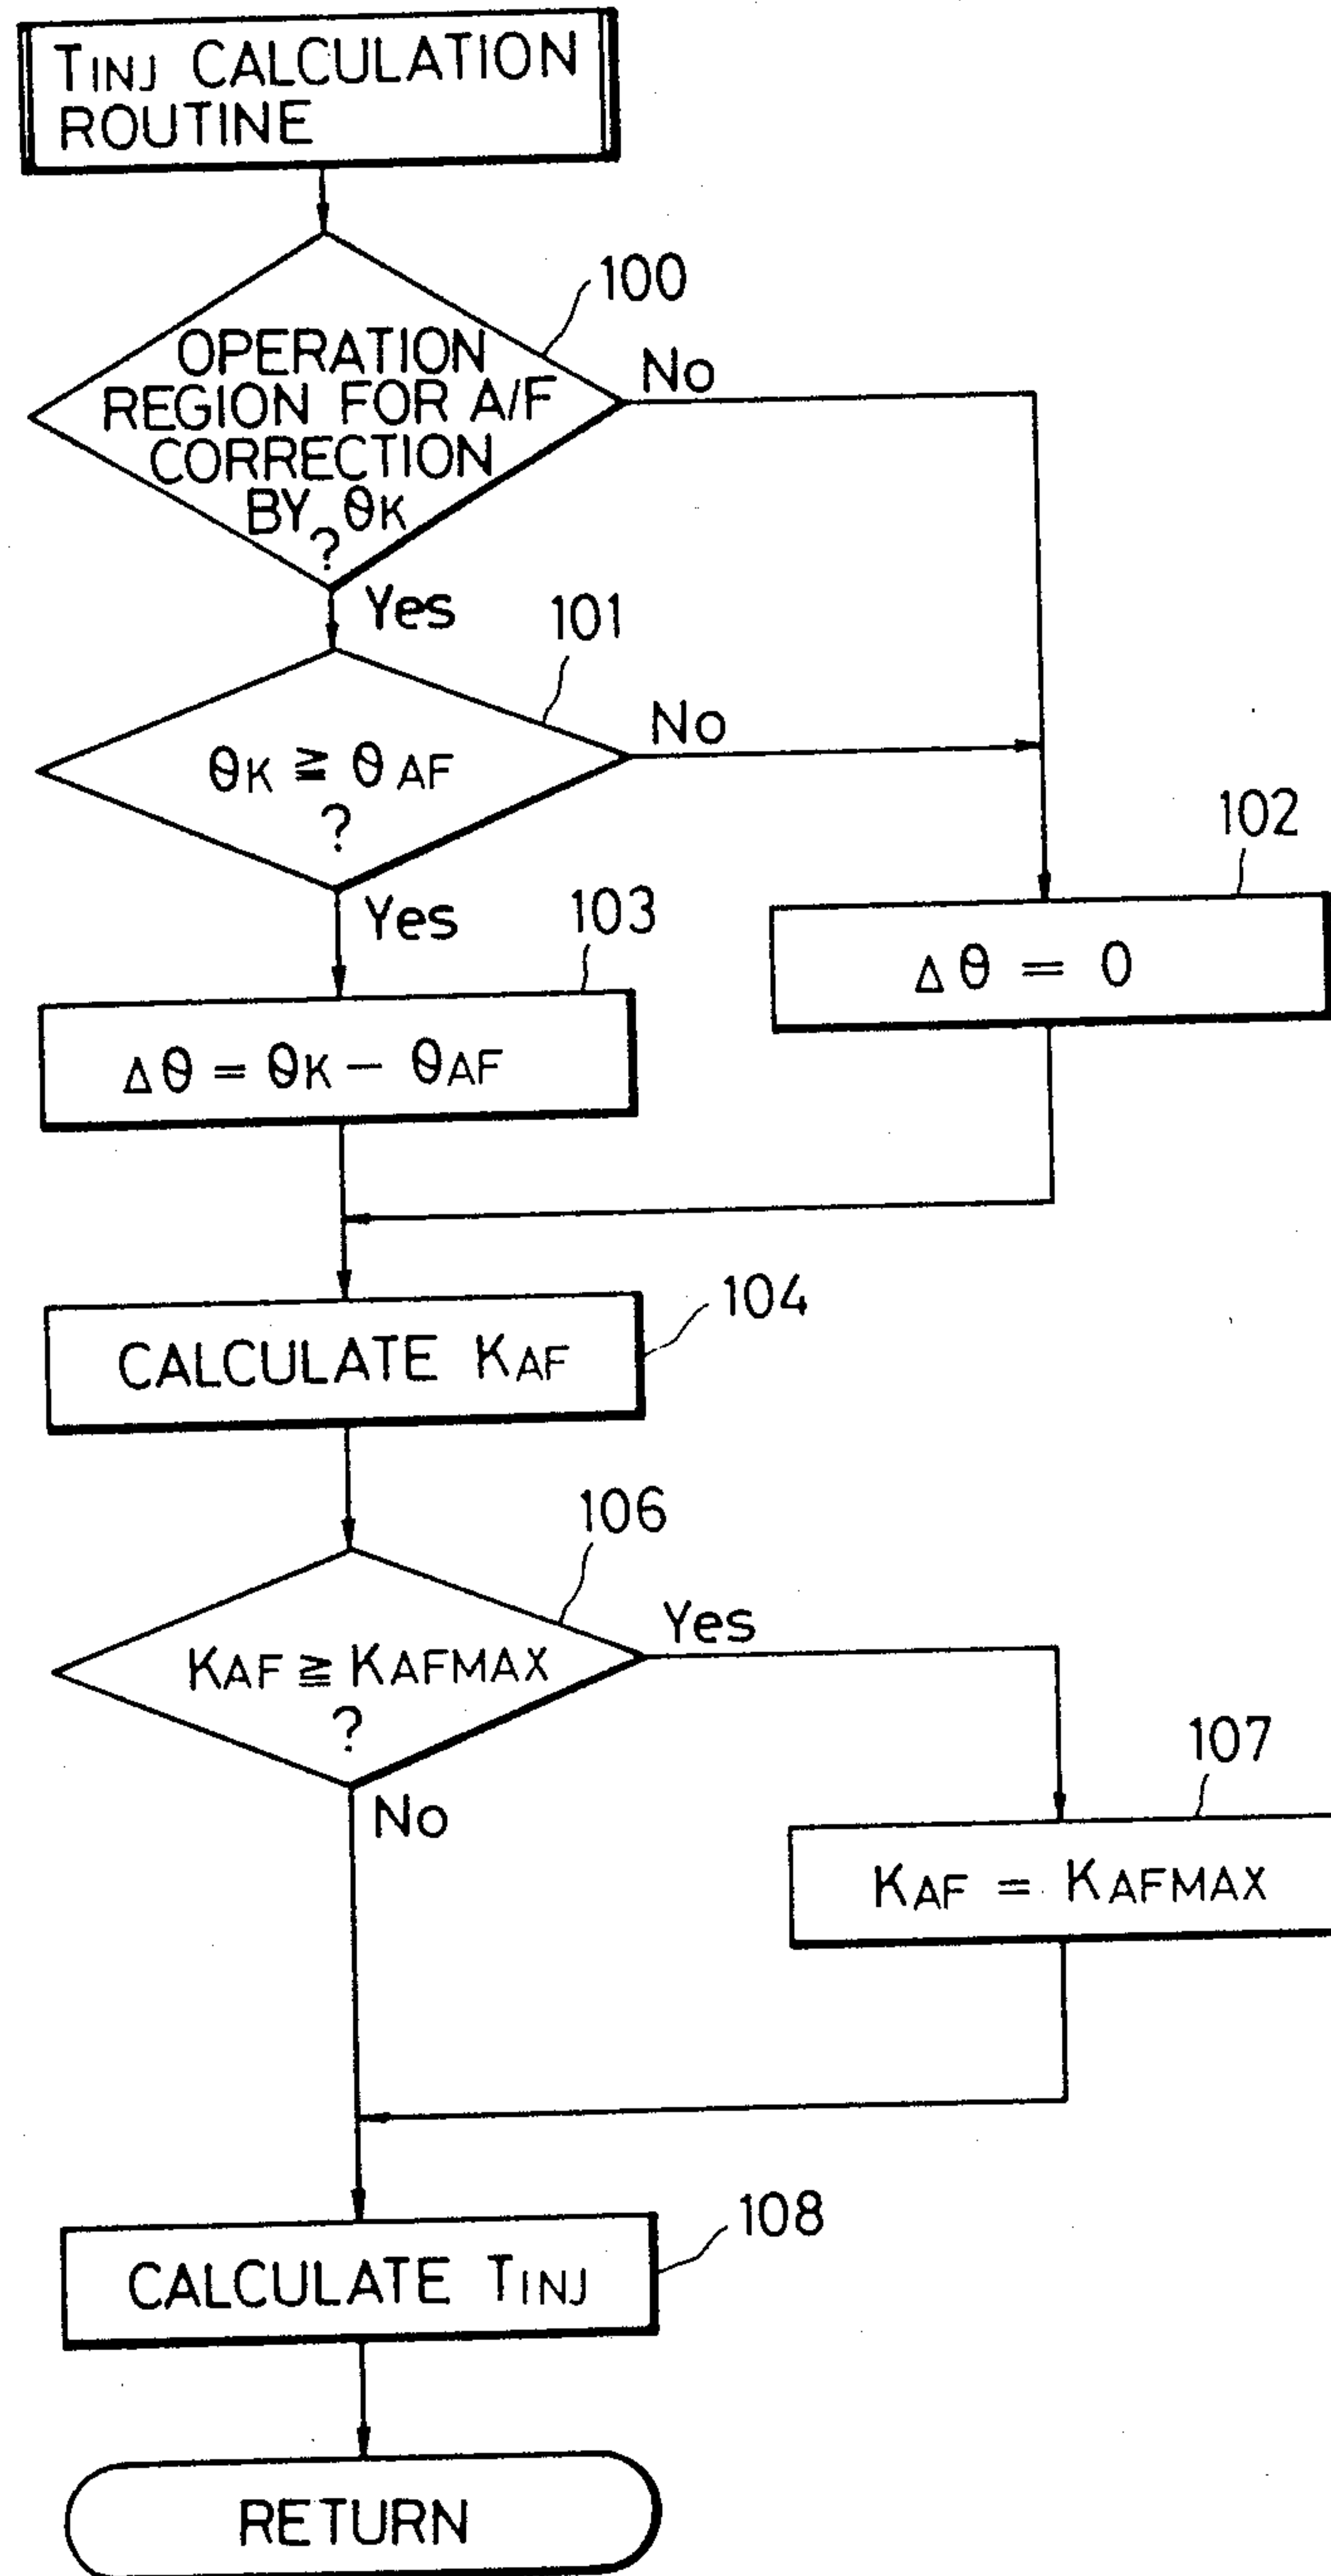 TINJ CALCULATION
ROUTINE
100
OPERATION
REGION FOR A/F
CORRECTION
BY θK
?
No
Yes
101
θK ≧ θAF
?
No
Yes
102
Δθ = 0
103
Δθ = θK − θAF
104
CALCULATE KAF
106
KAF ≧ KAFMAX
?
Yes
No
107
KAF = KAFMAX
108
CALCULATE TINJ
RETURN